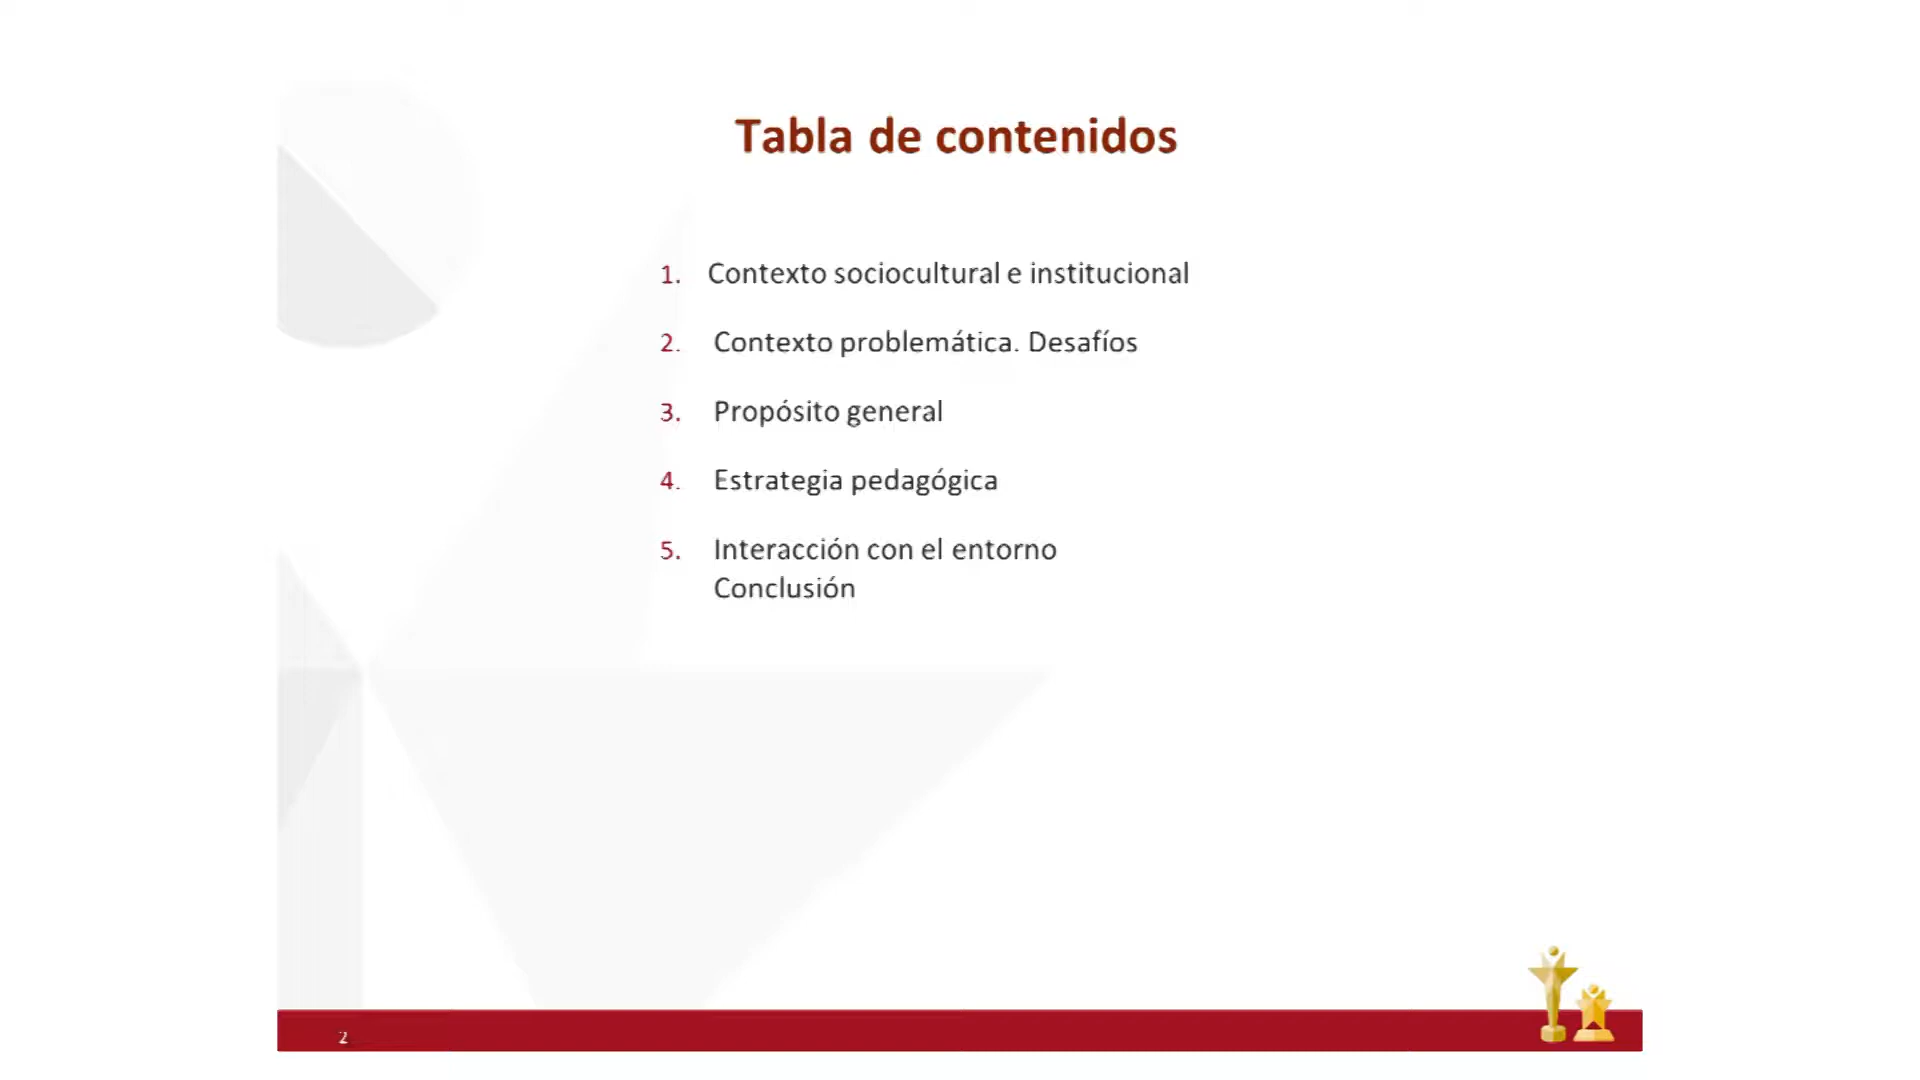 Tabla de contenidos
1. Contexto sociocultural e institucional
2. Contexto problemática. Desafíos
3. Propósito general
4. Estrategia pedagógica
5. Interacción con el entorno
Conclusión
2